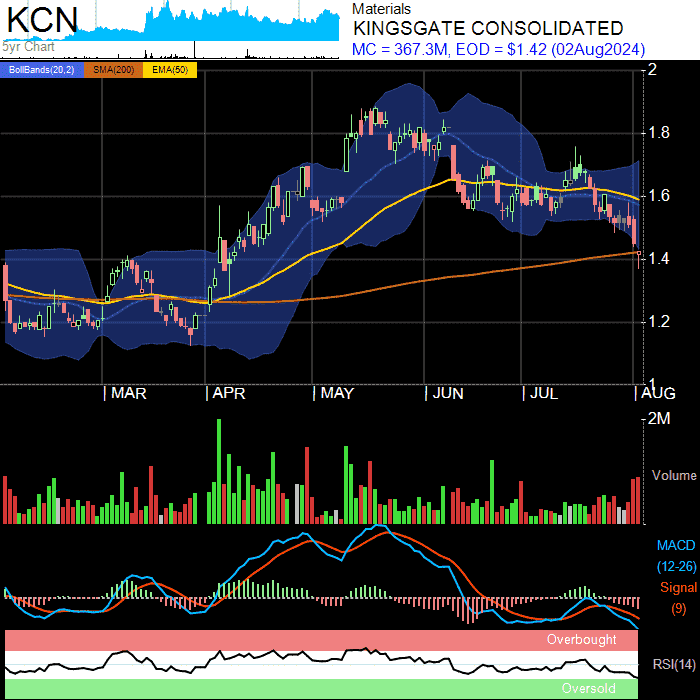 KCN
5yr Chart
Materials
KINGSGATE CONSOLIDATED
MC = 367.3M, EOD = $1.42 (02Aug2024)
BollBands(20,2) SMA(200) EMA(50)
2
1.8
1.6
1.4
1.2
1
MAR APR MAY JUN JUL AUG
2M
Volume
MACD
(12-26)
Signal
(9)
Overbought
RSI(14)
Oversold